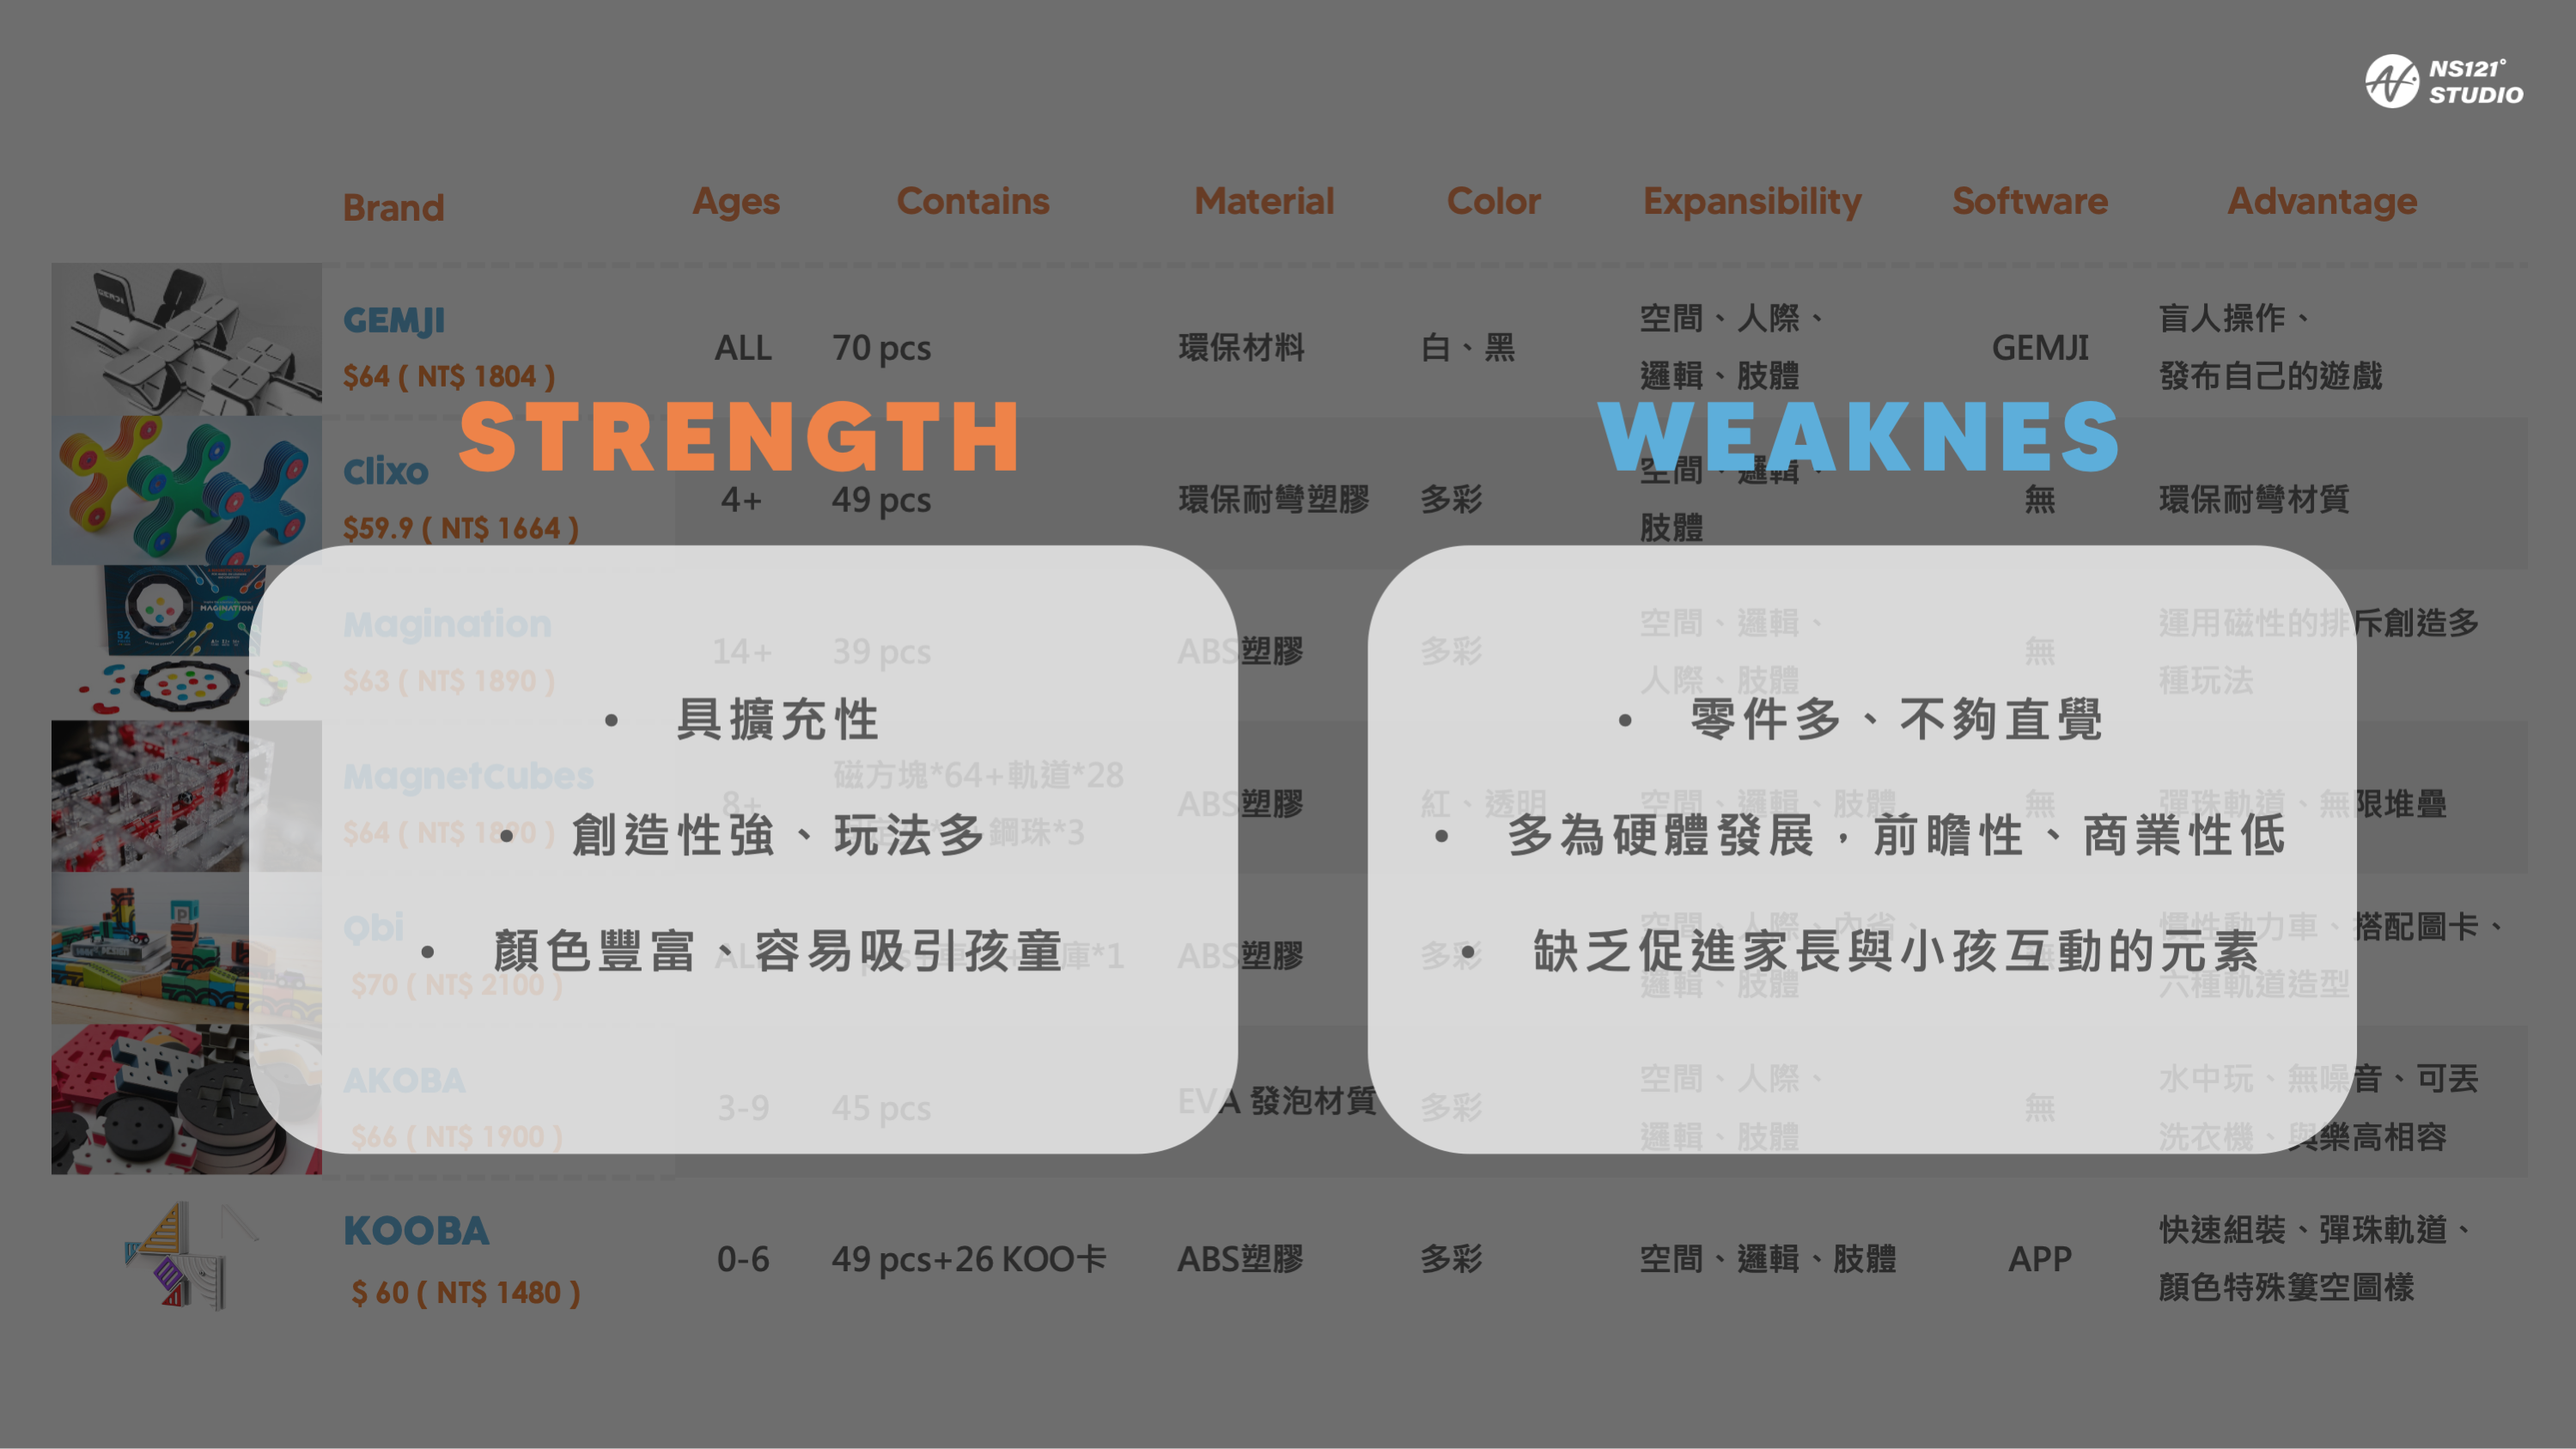 NS121°
STUDIO
Brand Ages Contains Material Color Expansibility Software Advantage
GEMJI
$64 ( NT$ 1804 )
ALL 70 pcs 環保材料 白、黑
空間、人際、
邏輯、肢體
GEMJI
盲人操作、
發布自己的遊戲
STRENGTH
WEAKNES
Clixo
$59.9 ( NT$ 1664 )
4+ 49 pcs 環保耐彎塑膠 多彩
空間、邏輯、
肢體
無 環保耐彎材質
MAGINATION
52
Magination
$63 ( NT$ 1890 )
14+ 39 pcs ABS塑膠 多彩
空間、邏輯、
人際、肢體
無
運用磁性的排斥創造多
種玩法
• 具擴充性
• 創造性強、玩法多
• 顏色豐富、容易吸引孩童
• 零件多、不夠直覺
• 多為硬體發展，前瞻性、商業性低
• 缺乏促進家長與小孩互動的元素
MagnetCubes
$64 ( NT$ 1890 )
8+
磁方塊*64+軌道*28
鋼珠*3
ABS塑膠 紅、透明 空間、邏輯、肢體 無 彈珠軌道、無限堆疊
Qbi
$70 ( NT$ 2100 )
庫*1 ABS塑膠 多彩
空間、人際、內省、
邏輯、肢體
無
慣性動力車、搭配圖卡、
六種軌道造型
AKOBA
$66 ( NT$ 1900 )
3-9 45 pcs EVA 發泡材質 多彩
空間、人際、
邏輯、肢體
無
水中玩、無噪音、可丟
洗衣機、與樂高相容
KOOBA
$ 60 ( NT$ 1480 )
0-6 49 pcs+26 KOO卡 ABS塑膠 多彩 空間、邏輯、肢體 APP
快速組裝、彈珠軌道、
顏色特殊簍空圖樣